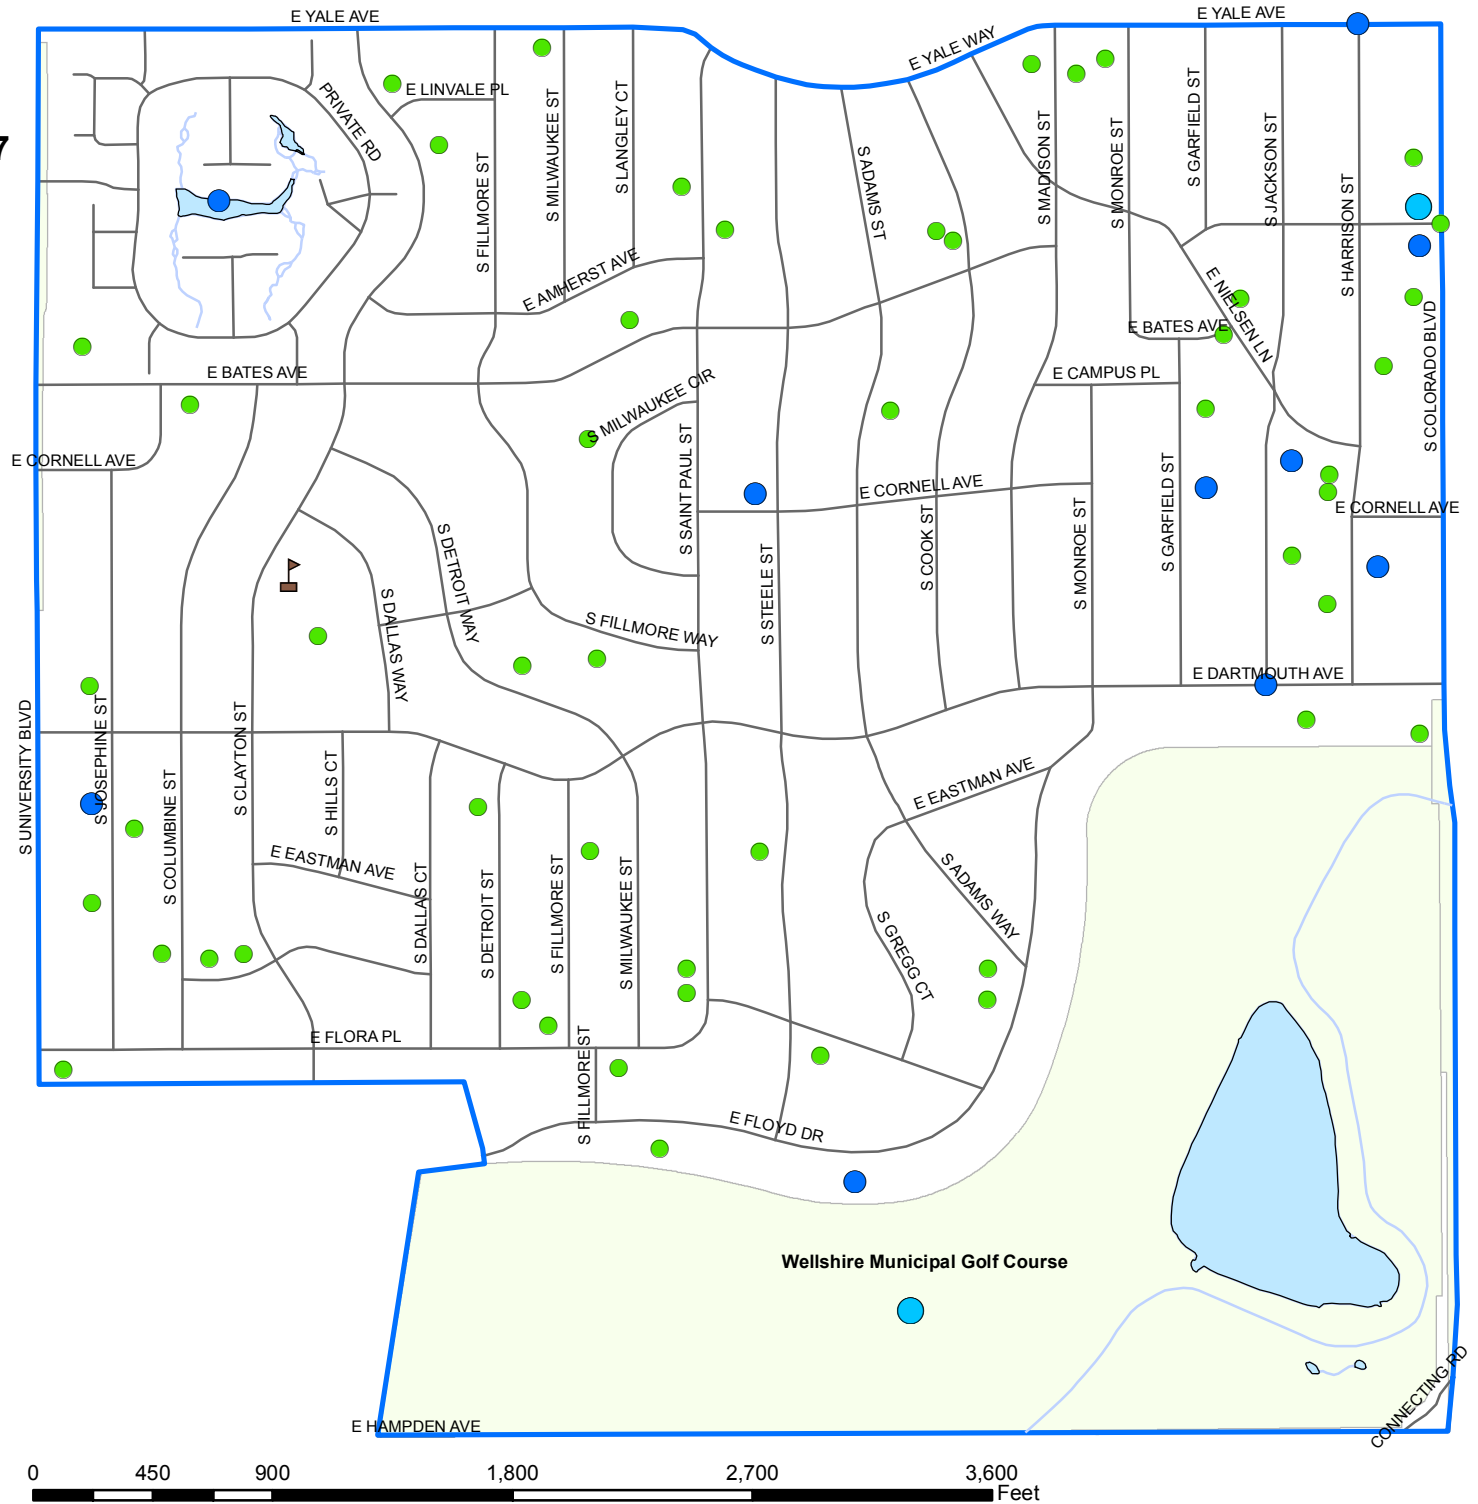 E YALE AVE
E YALE AVE
E YALE WAY
7
PRIVATE RD
E LINVALE PL
S FILLMORE ST
S MILWAUKEE ST
S LANGLEY CT
S ADAMS ST
S MADISON ST
S MONROE ST
S GARFIELD ST
S JACKSON ST
S HARRISON ST
E AMHERST AVE
E NIELSEN LN
E BATES AVE
S COLORADO BLVD
E BATES AVE
E CAMPUS PL
S MILWAUKEE CIR
E CORNELL AVE
S SAINT PAUL ST
E CORNELL AVE
E CORNELL AVE
S DETROIT WAY
S DALLAS WAY
S STEELE ST
S COOK ST
S MONROE ST
S GARFIELD ST
S FILLMORE WAY
E DARTMOUTH AVE
S UNIVERSITY BLVD
S JOSEPHINE ST
S COLUMBINE ST
S CLAYTON ST
S HILLS CT
E EASTMAN AVE
E EASTMAN AVE
S DALLAS CT
S DETROIT ST
S FILLMORE ST
S MILWAUKEE ST
S ADAMS WAY
S GREGG CT
E FLORA PL
S FILLMORE ST
E FLOYD DR
Wellshire Municipal Golf Course
CONNECTING RD
E HAMPDEN AVE
0 450 900 1,800 2,700 3,600
Feet